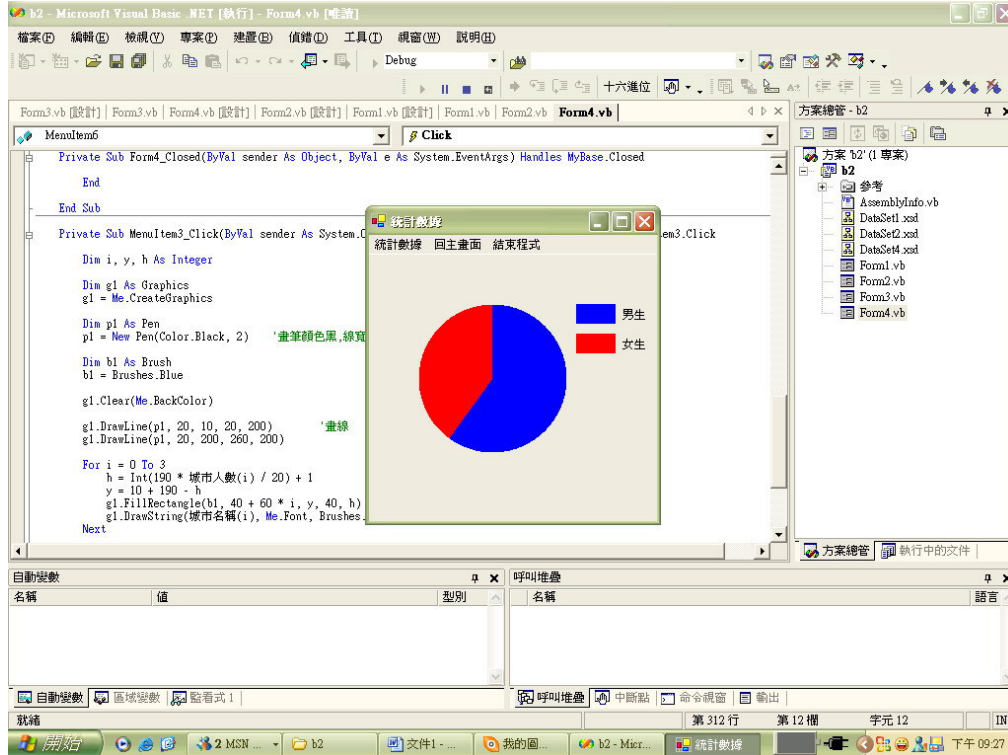 b2 - Microsoft Visual Basic .NET [執行] - Form4.vb [唯讀]
檔案(F) 編輯(E) 檢視(V) 專案(P) 建置(B) 偵錯(D) 工具(T) 視窗(W) 說明(H)
Debug
十六進位
Form3.vb [設計] Form3.vb Form4.vb [設計] Form2.vb [設計] Form1.vb [設計] Form1.vb Form2.vb Form4.vb
方案總管 - b2
MenuItem6 Click
Private Sub Form4_Closed(ByVal sender As Object, ByVal e As System.EventArgs) Handles MyBase.Closed
End
End Sub
Private Sub MenuItem3_Click(ByVal sender As System.O
em3.Click
Dim i, y, h As Integer
Dim g1 As Graphics
g1 = Me.CreateGraphics
Dim p1 As Pen
p1 = New Pen(Color.Black, 2) '畫筆顏色黑,線寬
Dim b1 As Brush
b1 = Brushes.Blue
g1.Clear(Me.BackColor)
g1.DrawLine(p1, 20, 10, 20, 200) '畫線
g1.DrawLine(p1, 20, 200, 260, 200)
For i = 0 To 3
h = Int(190 * 城市人數(i) / 20) + 1
y = 10 + 190 - h
g1.FillRectangle(b1, 40 + 60 * i, y, 40, h)
g1.DrawString(城市名稱(i), Me.Font, Brushes.
Next
統計數據
統計數據 回主畫面 結束程式
男生
女生
方案 'b2' (1 專案)
b2
參考
AssemblyInfo.vb
DataSet1.xsd
DataSet2.xsd
DataSet4.xsd
Form1.vb
Form2.vb
Form3.vb
Form4.vb
方案總管 執行中的文件
自動變數
名稱 值 型別
呼叫堆疊
名稱 語言
自動變數 區域變數 監看式 1
呼叫堆疊 中斷點 命令視窗 輸出
就緒 第 312 行 第 12 欄 字元 12 IN
開始 2 MSN ... b2 文件1 - ... 我的圖... b2 - Micr... 統計數據 下午 09:2